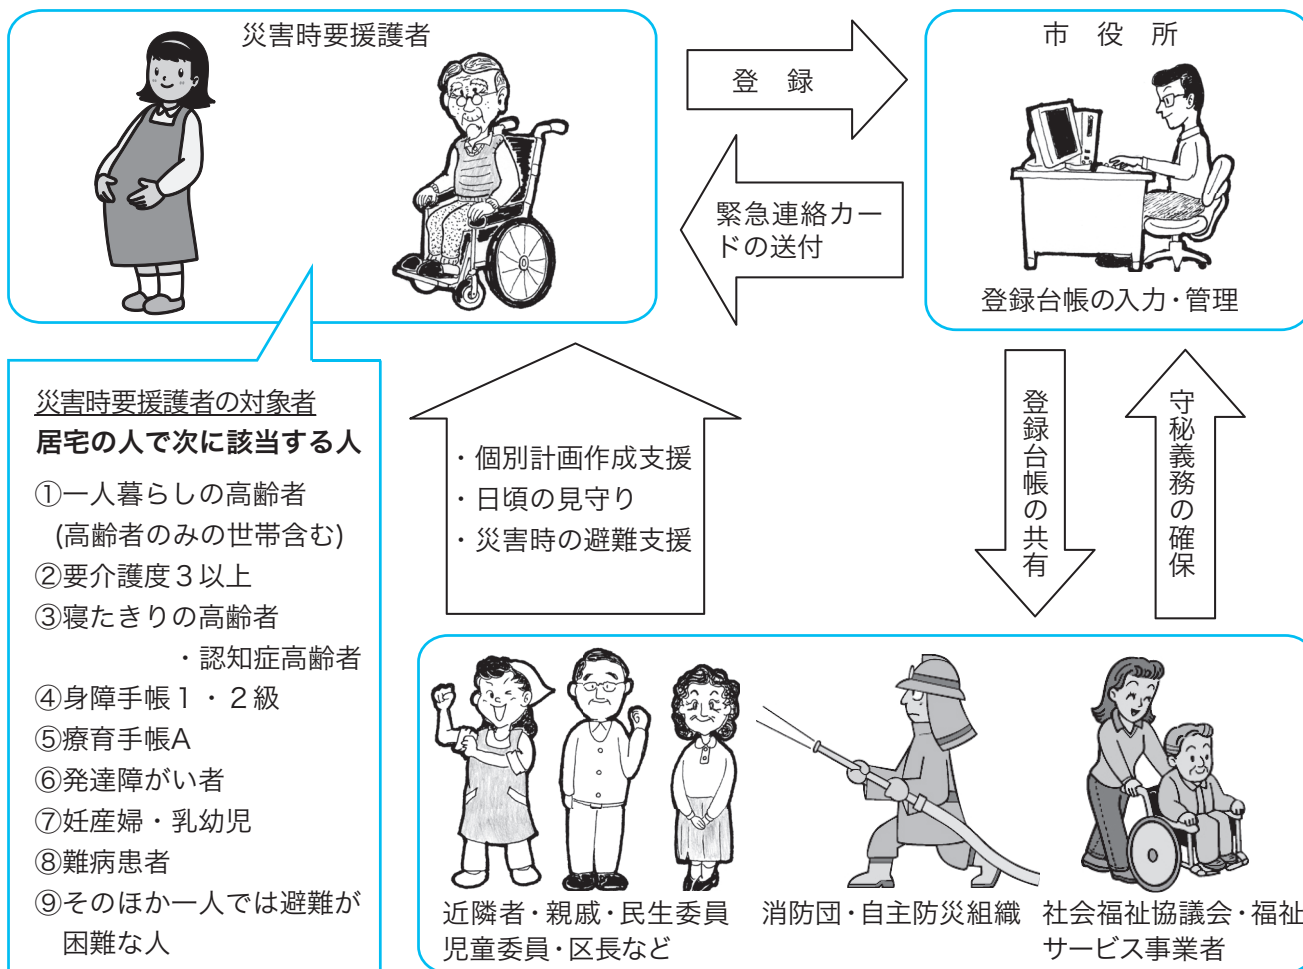 災害時要援護者
登　録
緊急連絡カー
ドの送付
市　役　所
登録台帳の入力・管理
災害時要援護者の対象者
居宅の人で次に該当する人
①一人暮らしの高齢者
(高齢者のみの世帯含む)
②要介護度３以上
③寝たきりの高齢者
・認知症高齢者
④身障手帳１・２級
⑤療育手帳A
⑥発達障がい者
⑦妊産婦・乳幼児
⑧難病患者
⑨そのほか一人では避難が
困難な人
・個別計画作成支援
・日頃の見守り
・災害時の避難支援
登録台帳の共有
守秘義務の確保
近隣者・親戚・民生委員
児童委員・区長など
消防団・自主防災組織
社会福祉協議会・福祉
サービス事業者